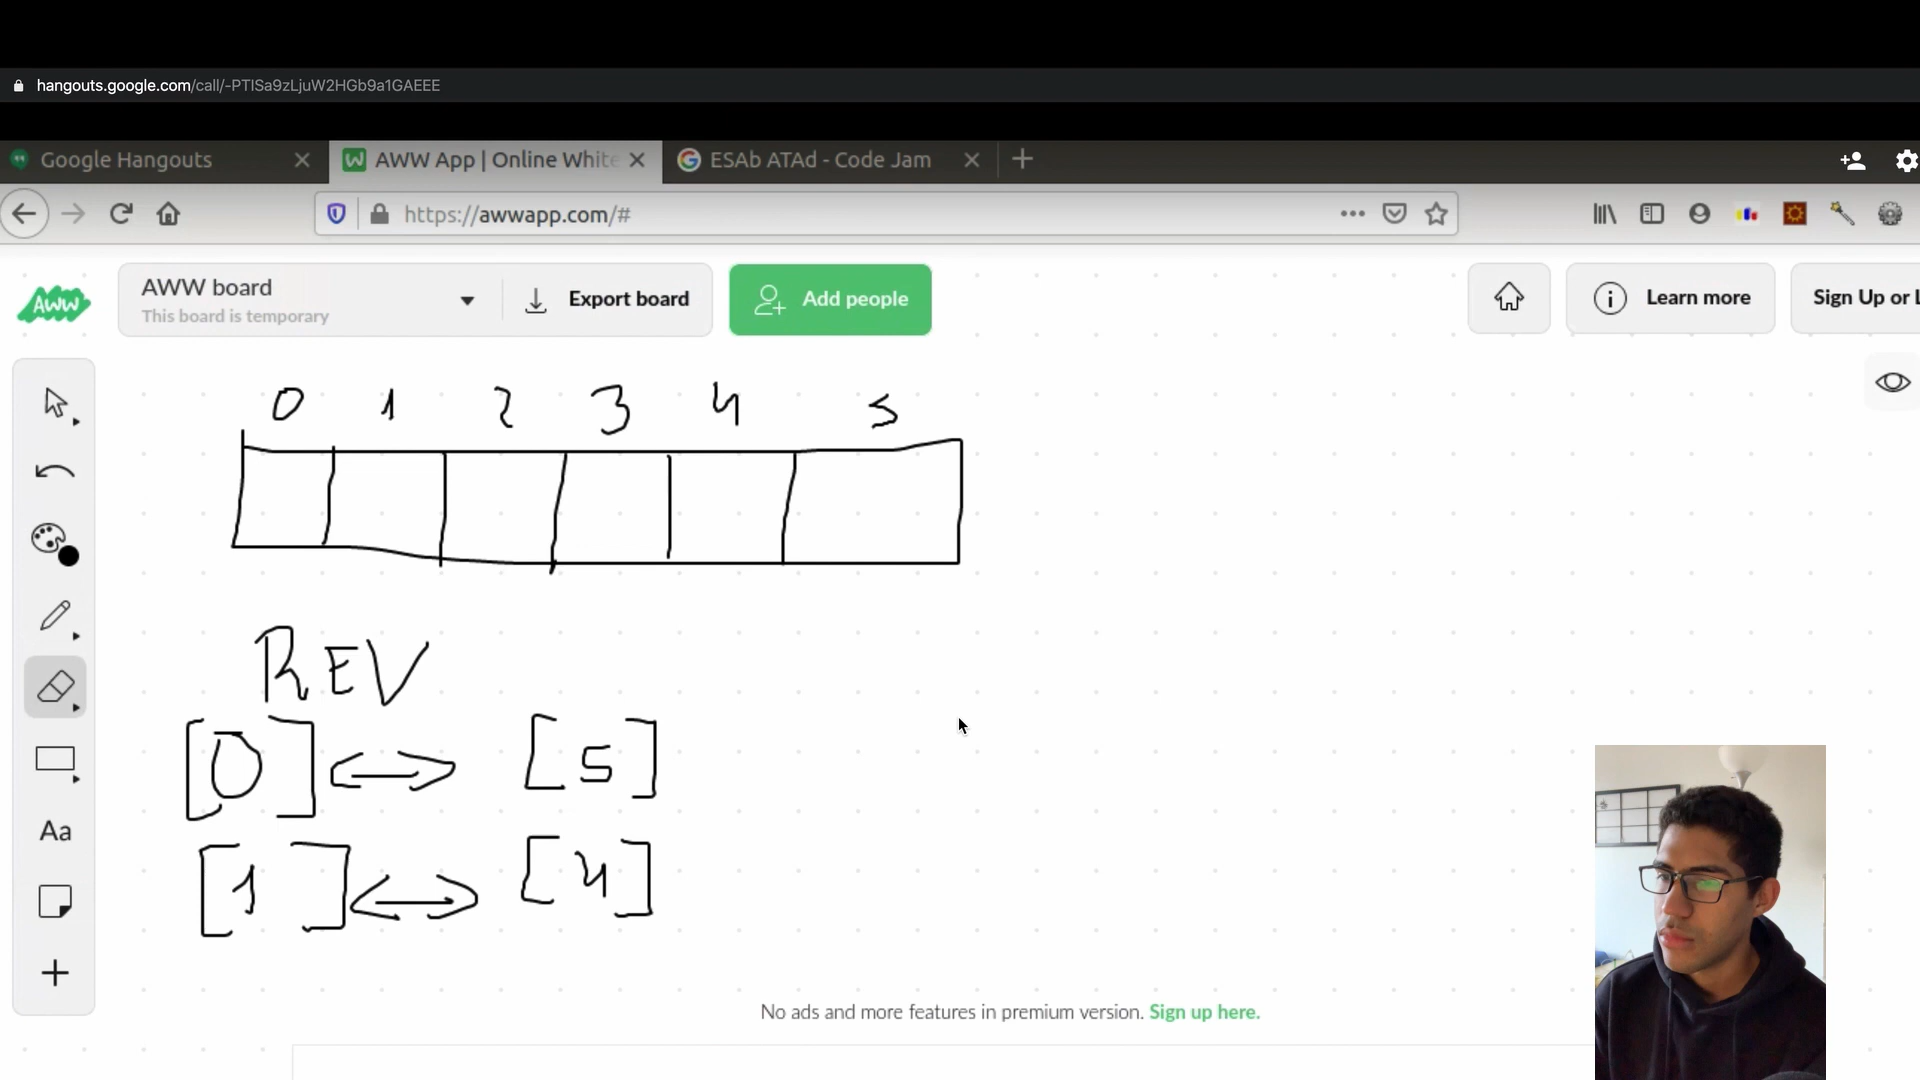 hangouts.google.com/call/-PTISa9zLjuW2HGb9a1GAEEE
Google Hangouts
AWW App | Online White
ESAb ATAd - Code Jam
https://awwapp.com/#
AWW
AWW board
This board is temporary
Export board
Add people
Learn more
Sign Up or L
0 1 2 3 4 5
REV
[0] <-> [5]
[1] <-> [4]
Aa
No ads and more features in premium version. Sign up here.